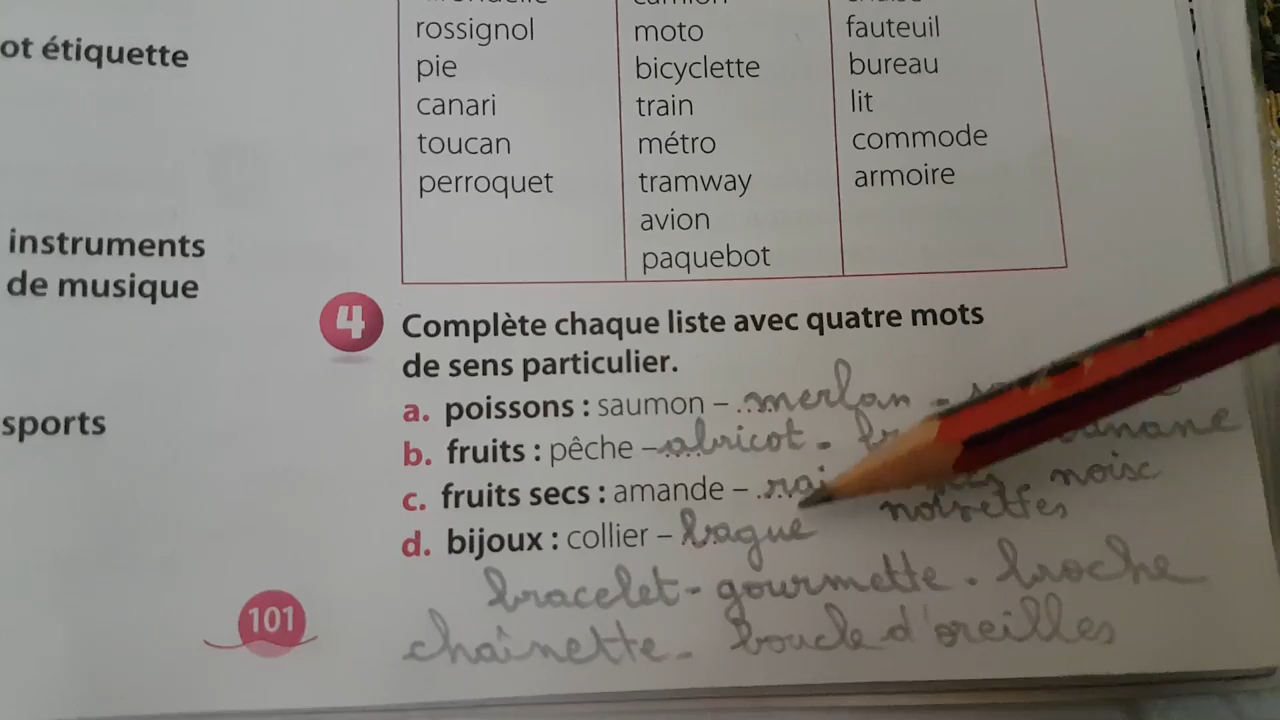 ot étiquette
rossignol
pie
canari
toucan
perroquet
camion
moto
bicyclette
train
métro
tramway
avion
paquebot
fauteuil
bureau
lit
commode
armoire
instruments
de musique
sports
4 Complète chaque liste avec quatre mots
de sens particulier.
a. poissons : saumon – merlan -
b. fruits : pêche – abricot - banane
c. fruits secs : amande – noix
noisettes
d. bijoux : collier – bague
bracelet - gourmette - broche
chaînette - boucle d'oreilles
101